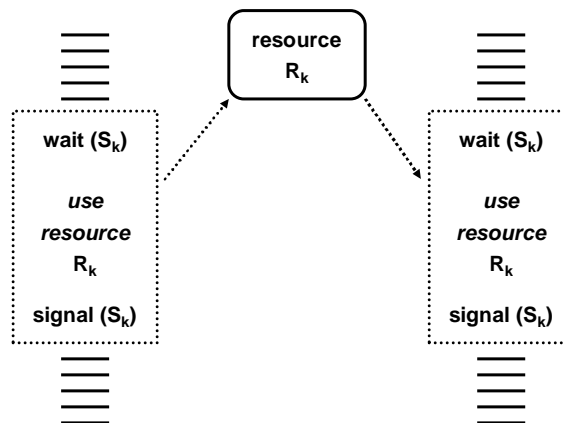 resource
Rₖ
wait (Sₖ)
use
resource
Rₖ
signal (Sₖ)
wait (Sₖ)
use
resource
Rₖ
signal (Sₖ)